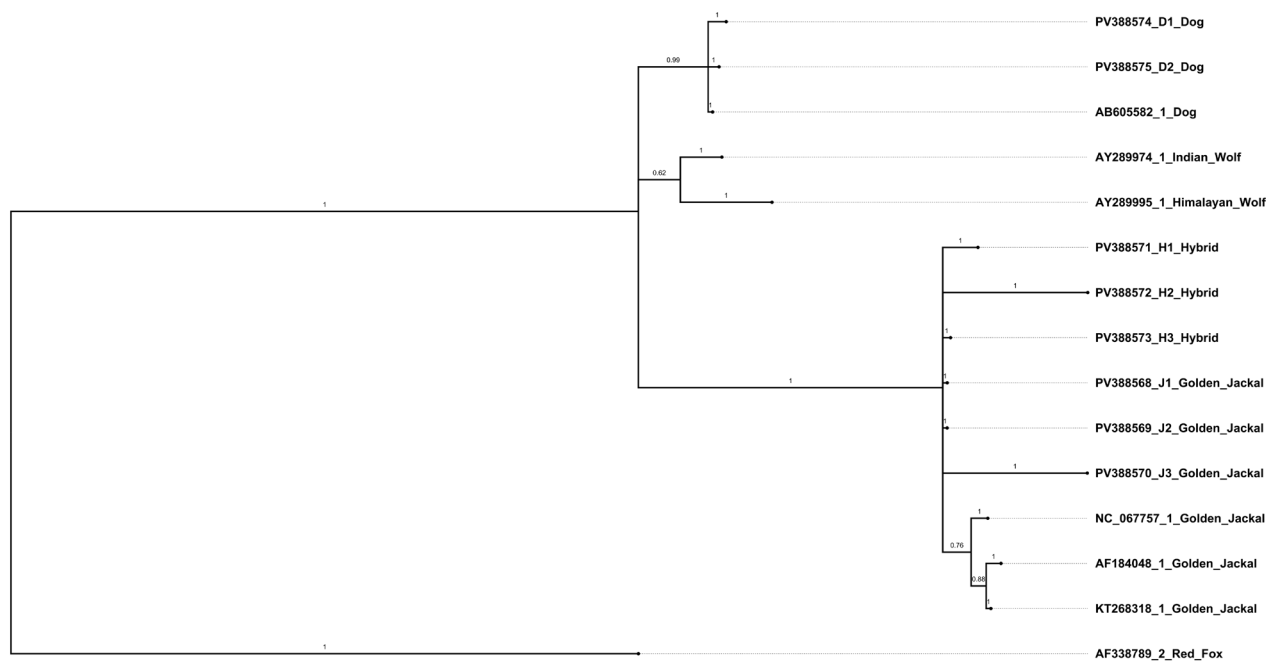 1
PV388574_D1_Dog
0.99
1
PV388575_D2_Dog
1
AB605582_1_Dog
1
AY289974_1_Indian_Wolf
0.62
1
AY289995_1_Himalayan_Wolf
1
1
PV388571_H1_Hybrid
1
PV388572_H2_Hybrid
1
PV388573_H3_Hybrid
1
1
PV388568_J1_Golden_Jackal
1
PV388569_J2_Golden_Jackal
1
PV388570_J3_Golden_Jackal
1
NC_067757_1_Golden_Jackal
0.76
1
AF184048_1_Golden_Jackal
0.88
1
KT268318_1_Golden_Jackal
1
AF338789_2_Red_Fox